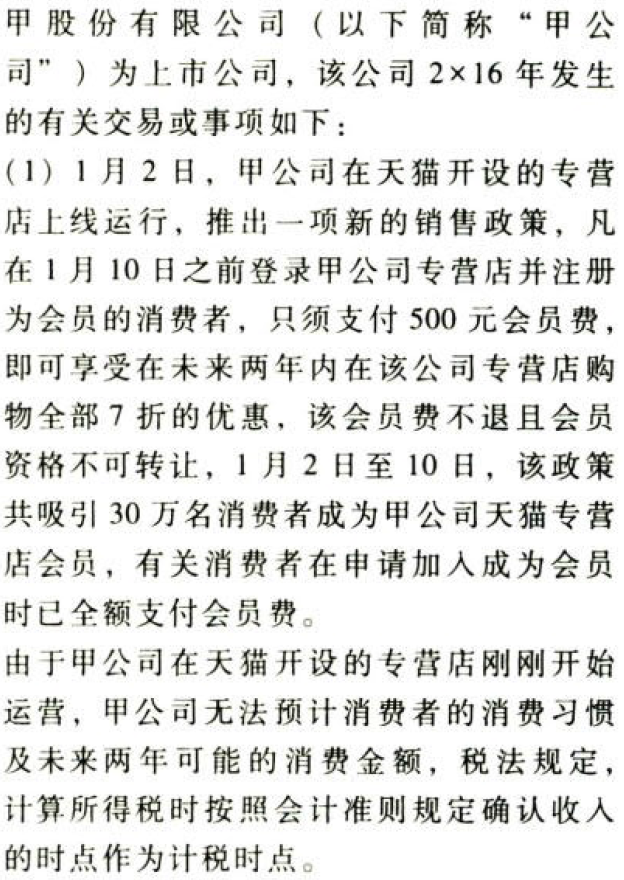 甲股份有限公司（以下简称“甲公
司”）为上市公司，该公司 2×16 年发生
的有关交易或事项如下：
(1) 1 月 2 日，甲公司在天猫开设的专营
店上线运行，推出一项新的销售政策，凡
在 1 月 10 日之前登录甲公司专营店并注册
为会员的消费者，只须支付 500 元会员费，
即可享受在未来两年内在该公司专营店购
物全部 7 折的优惠，该会员费不退且会员
资格不可转让，1 月 2 日至 10 日，该政策
共吸引 30 万名消费者成为甲公司天猫专营
店会员，有关消费者在申请加入成为会员
时已全额支付会员费。
由于甲公司在天猫开设的专营店刚刚开始
运营，甲公司无法预计消费者的消费习惯
及未来两年可能的消费金额，税法规定，
计算所得税时按照会计准则规定确认收入
的时点作为计税时点。